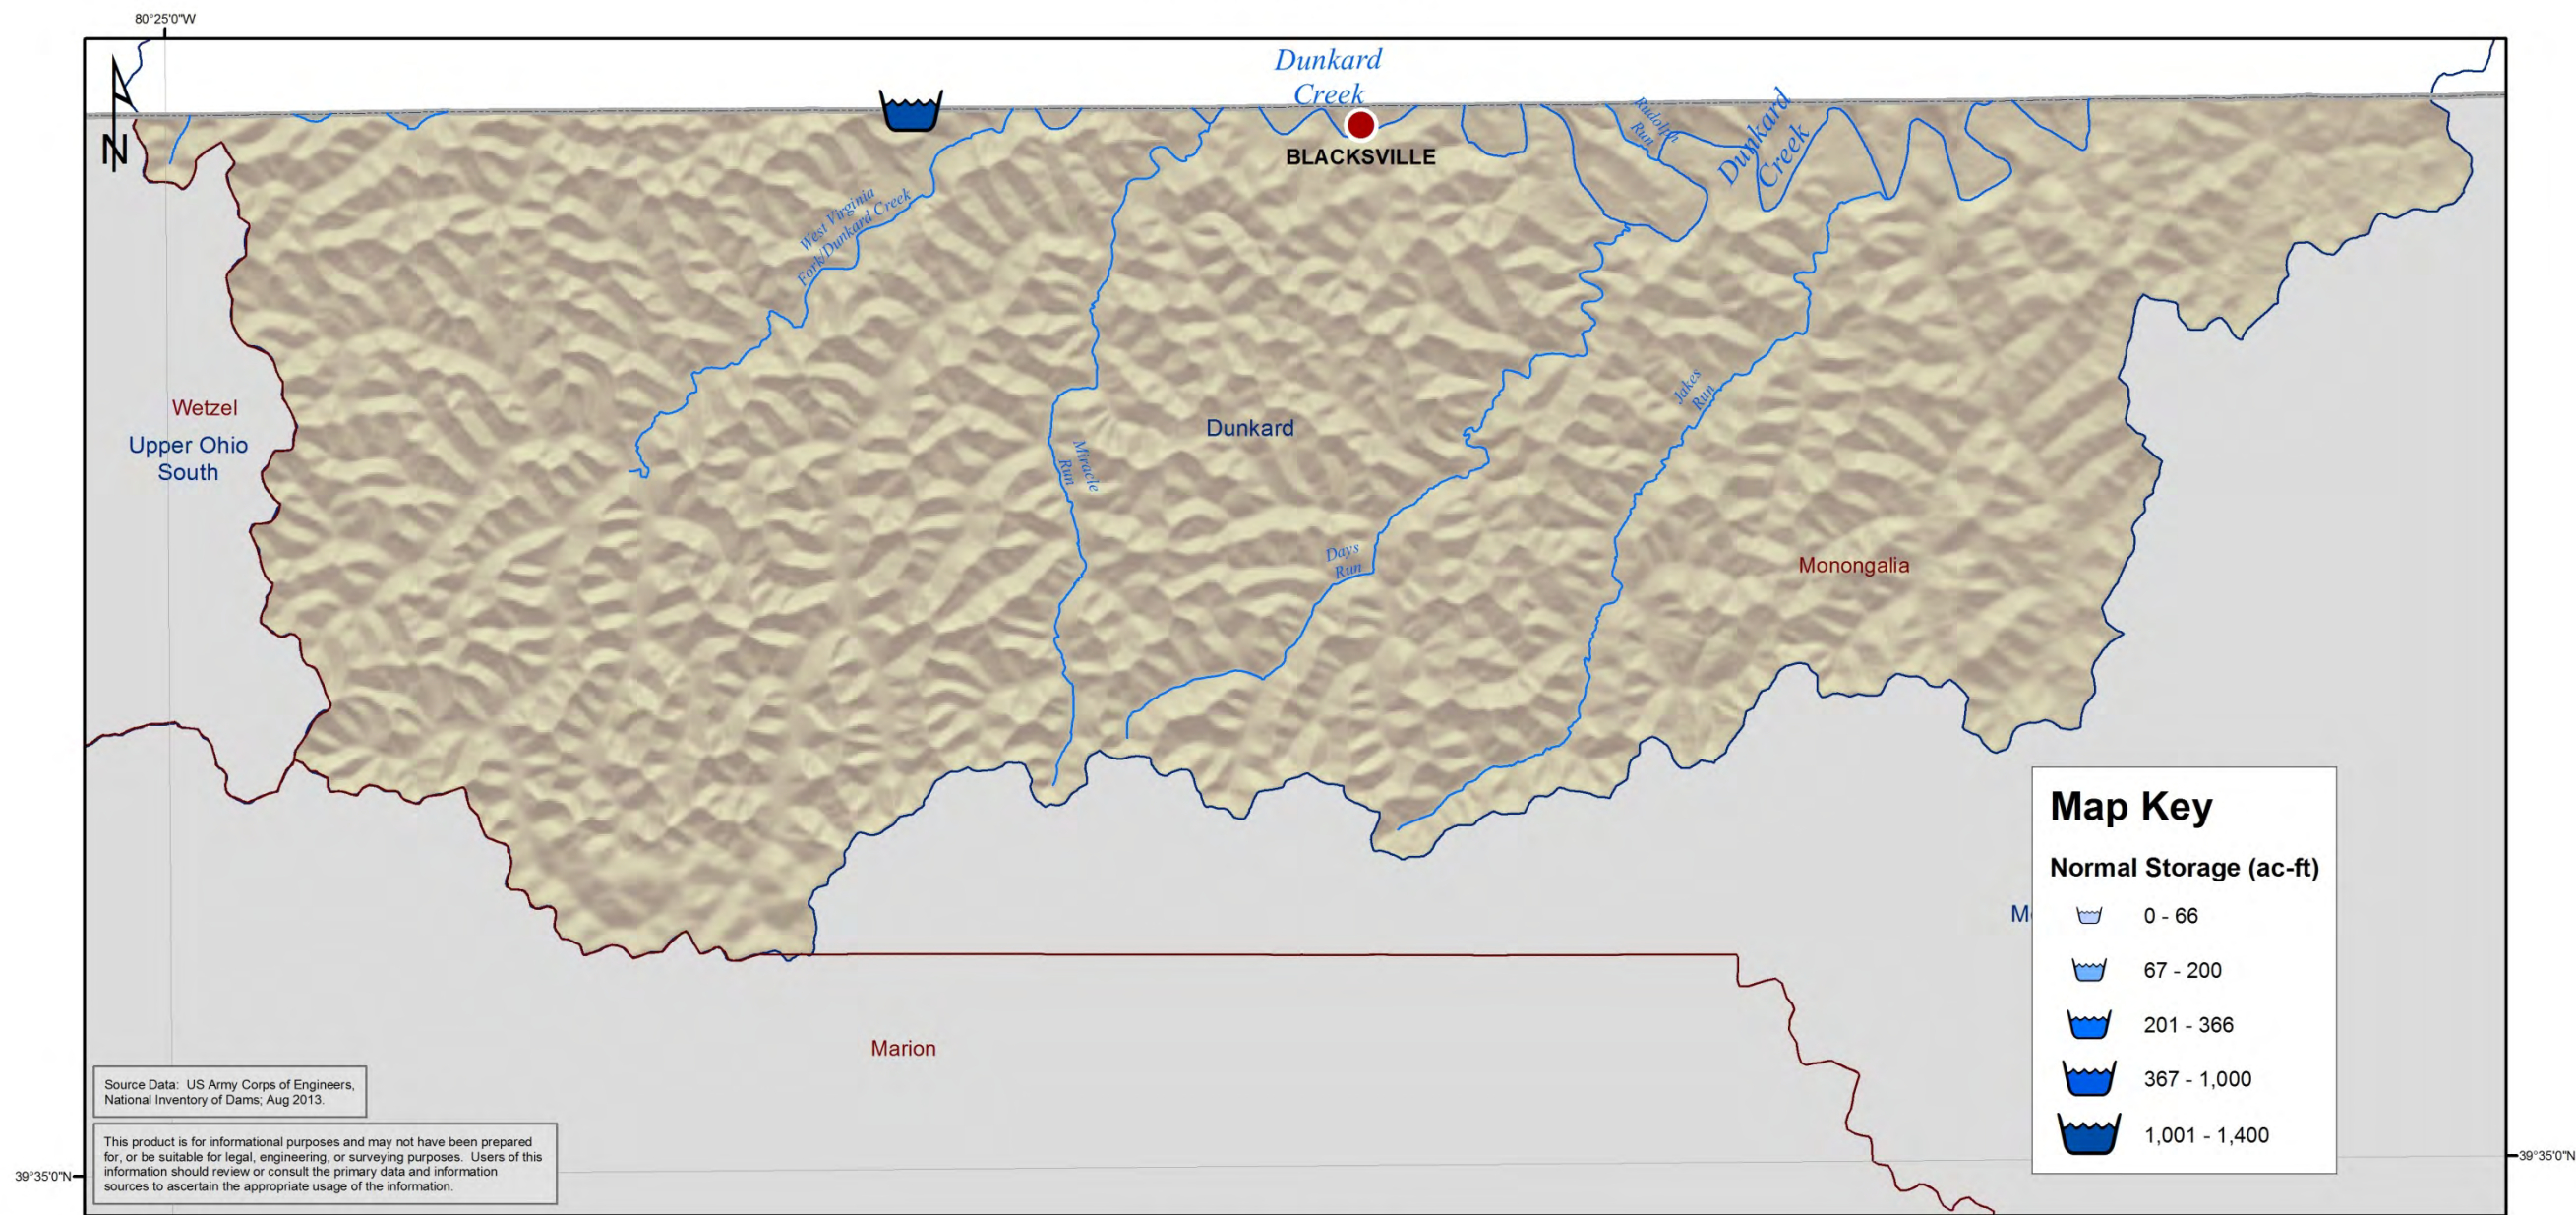 80°25'0"W
Dunkard
Creek
N
BLACKSVILLE
Rudolph
Run
Dunkard
Creek
West Virginia
Fork/Dunkard Creek
Wetzel
Upper Ohio
South
Dunkard
Miracle
Run
Jakes
Run
Days
Run
Monongalia
Marion
Map Key
Normal Storage (ac-ft)
0 - 66
67 - 200
201 - 366
367 - 1,000
1,001 - 1,400
Source Data:  US Army Corps of Engineers,
National Inventory of Dams; Aug 2013.
This product is for informational purposes and may not have been prepared
for, or be suitable for legal, engineering, or surveying purposes.  Users of this
information should review or consult the primary data and information
sources to ascertain the appropriate usage of the information.
39°35'0"N
39°35'0"N